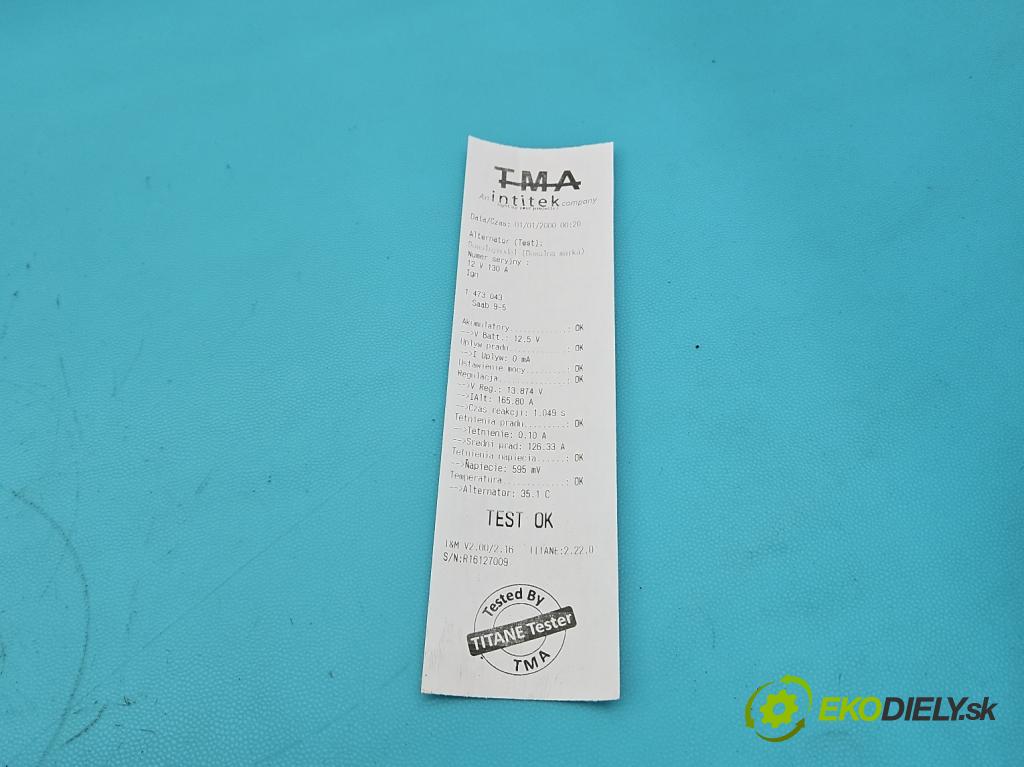 TMA
An intitek company
Data/Czas: 01/01/2000 00:20
Alternator (Test):
(Domyślna marka)
Numer seryjny :
12 V 130 A
Ign
1 473 043
Saab 9-5
Akumulatory............: OK
-->V Batt.: 12.5 V
Upływ prądu............: OK
-->I Upływ: 0 mA
Ustawienie mocy........: OK
Regulacja..............: OK
-->V Reg.: 13.874 V
-->IAlt: 165.80 A
-->Czas reakcji: 1.049 s
Tętnienia prądu........: OK
-->Tętnienie: 0.10 A
-->Średni prąd: 126.33 A
Tętnienia napięcia.....: OK
-->Napięcie: 595 mV
Temperatura............: OK
-->Alternator: 35.1 C
TEST OK
T&M V2.00/2.16 TITANE:2.22.0
S/N:R16127009
Tested By
TITANE Tester
TMA
EKODIELY.sk